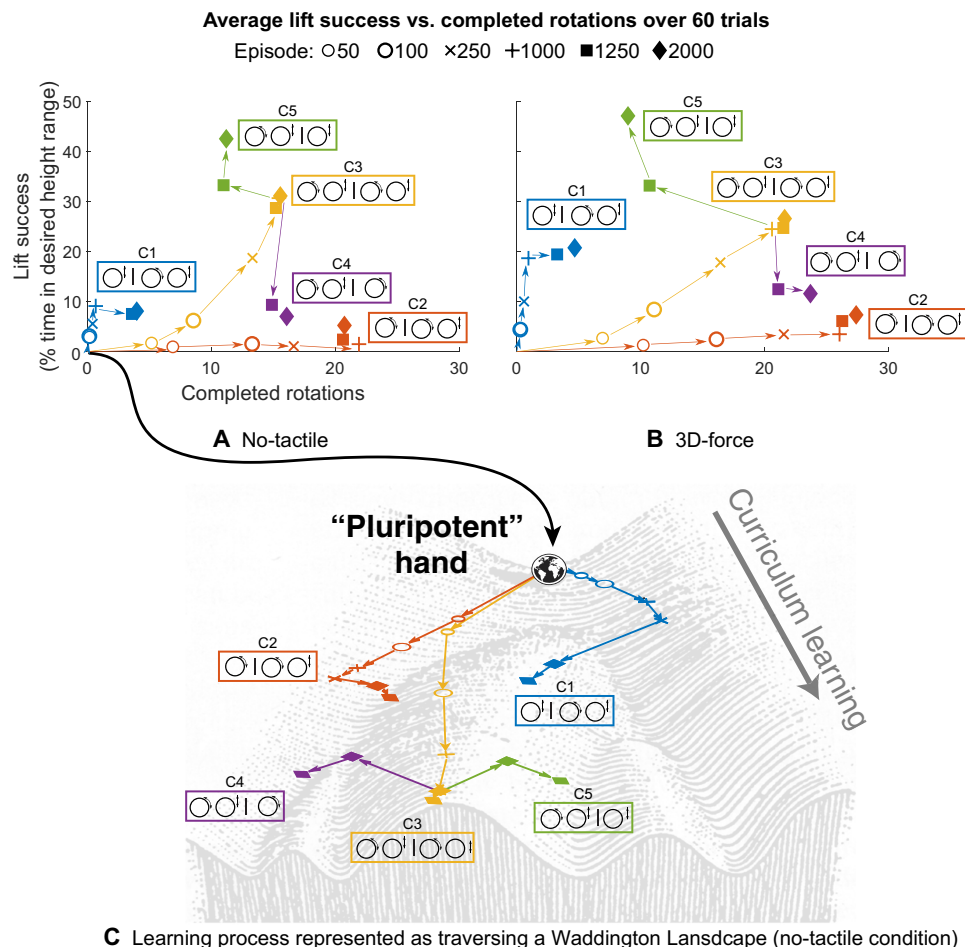 Average lift success vs. completed rotations over 60 trials
Episode: 50 100 250 1000 1250 2000
Lift success
(% time in desired height range)
50
40
30
20
10
0
C5
C3
C1
C4
C2
0 10 20 30
Completed rotations
A No-tactile
C5
C3
C1
C4
C2
0 10 20 30
B 3D-force
"Pluripotent"
hand
Curriculum learning
C2
C1
C4
C3
C5
C Learning process represented as traversing a Waddington Lansdcape (no-tactile condition)